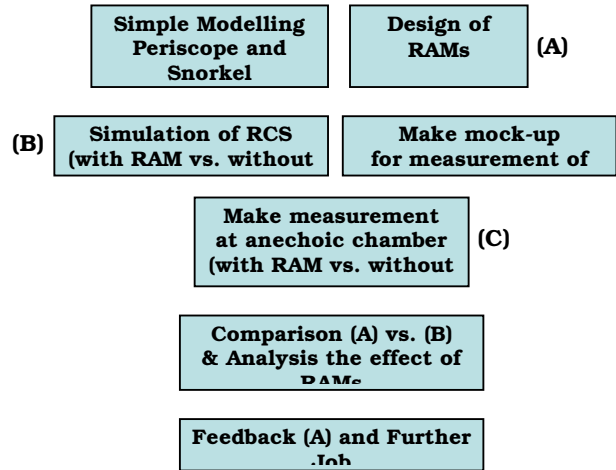 Simple Modelling
Periscope and
Snorkel
Design of
RAMs
(A)
(B)
Simulation of RCS
(with RAM vs. without
Make mock-up
for measurement of
Make measurement
at anechoic chamber
(with RAM vs. without
(C)
Comparison (A) vs. (B)
& Analysis the effect of
RAMs
Feedback (A) and Further
Job